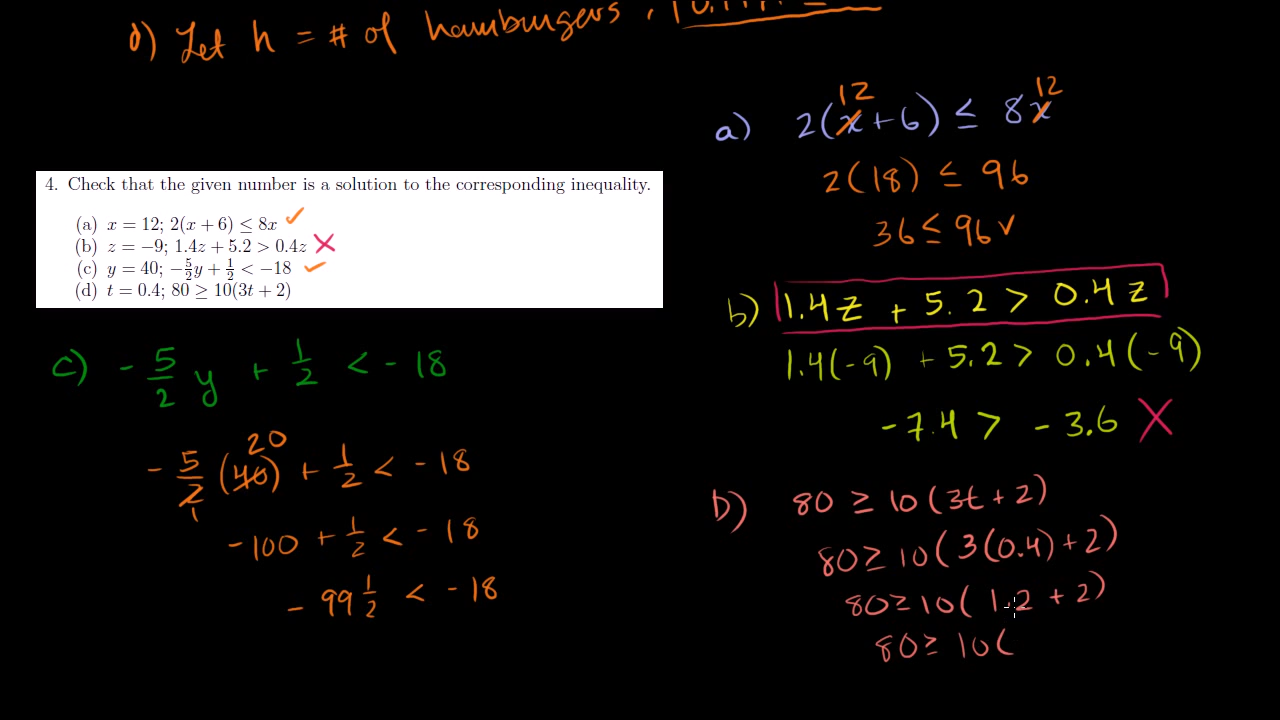 d) Let h = # of hamburgers,
4. Check that the given number is a solution to the corresponding inequality.
(a) x = 12; 2(x + 6) ≤ 8x ✓
(b) z = −9; 1.4z + 5.2 > 0.4z ✗
(c) y = 40; −5/2y + 1/2 < −18 ✓
(d) t = 0.4; 80 ≥ 10(3t + 2)
c) - 5/2 y + 1/2 < - 18
20
- 5/2 (40) + 1/2 < - 18
1
- 100 + 1/2 < - 18
- 99 1/2 < - 18
12 12
a) 2(x + 6) ≤ 8x
2(18) ≤ 96
36 ≤ 96 ✓
b) 1.4z + 5.2 > 0.4z
1.4(-9) + 5.2 > 0.4(-9)
-7.4 > - 3.6 ✗
D) 80 ≥ 10(3t + 2)
80 ≥ 10(3(0.4) + 2)
80 ≥ 10(1.2 + 2)
80 ≥ 10(